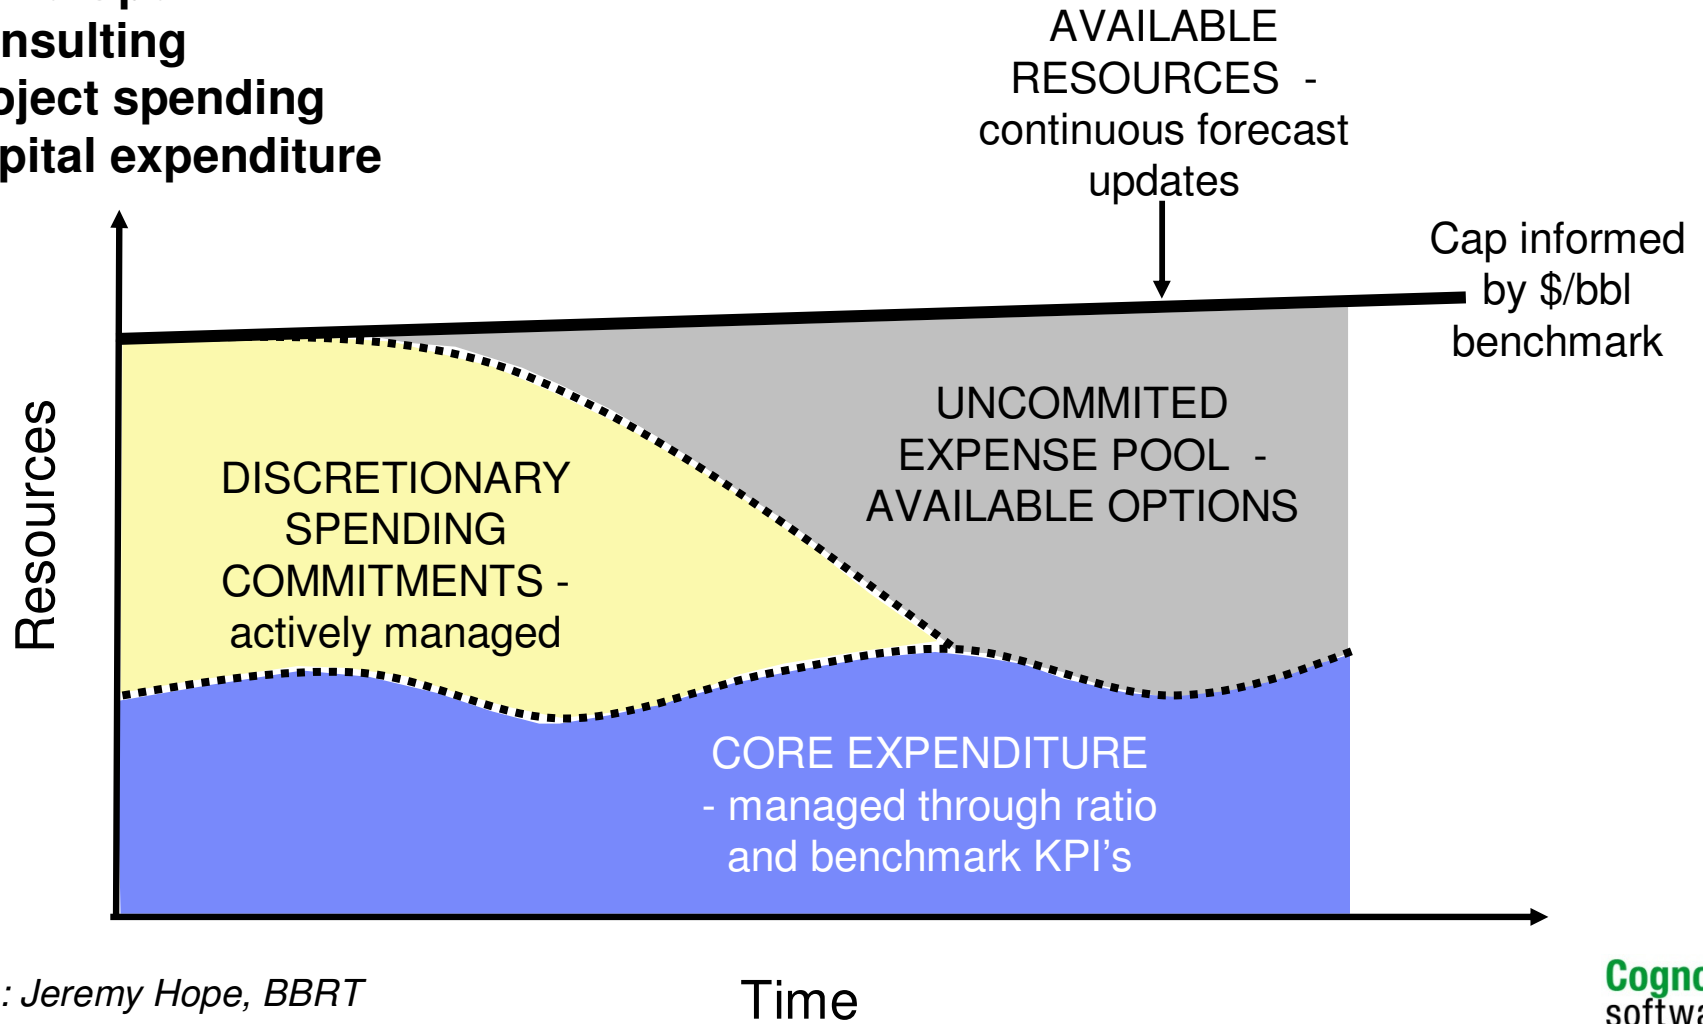 nsulting
oject spending
pital expenditure
AVAILABLE
RESOURCES -
continuous forecast
updates
Cap informed
by $/bbl
benchmark
Resources
UNCOMMITED
EXPENSE POOL -
AVAILABLE OPTIONS
DISCRETIONARY
SPENDING
COMMITMENTS -
actively managed
CORE EXPENDITURE
- managed through ratio
and benchmark KPI’s
: Jeremy Hope, BBRT
Time
Cogno
softwa